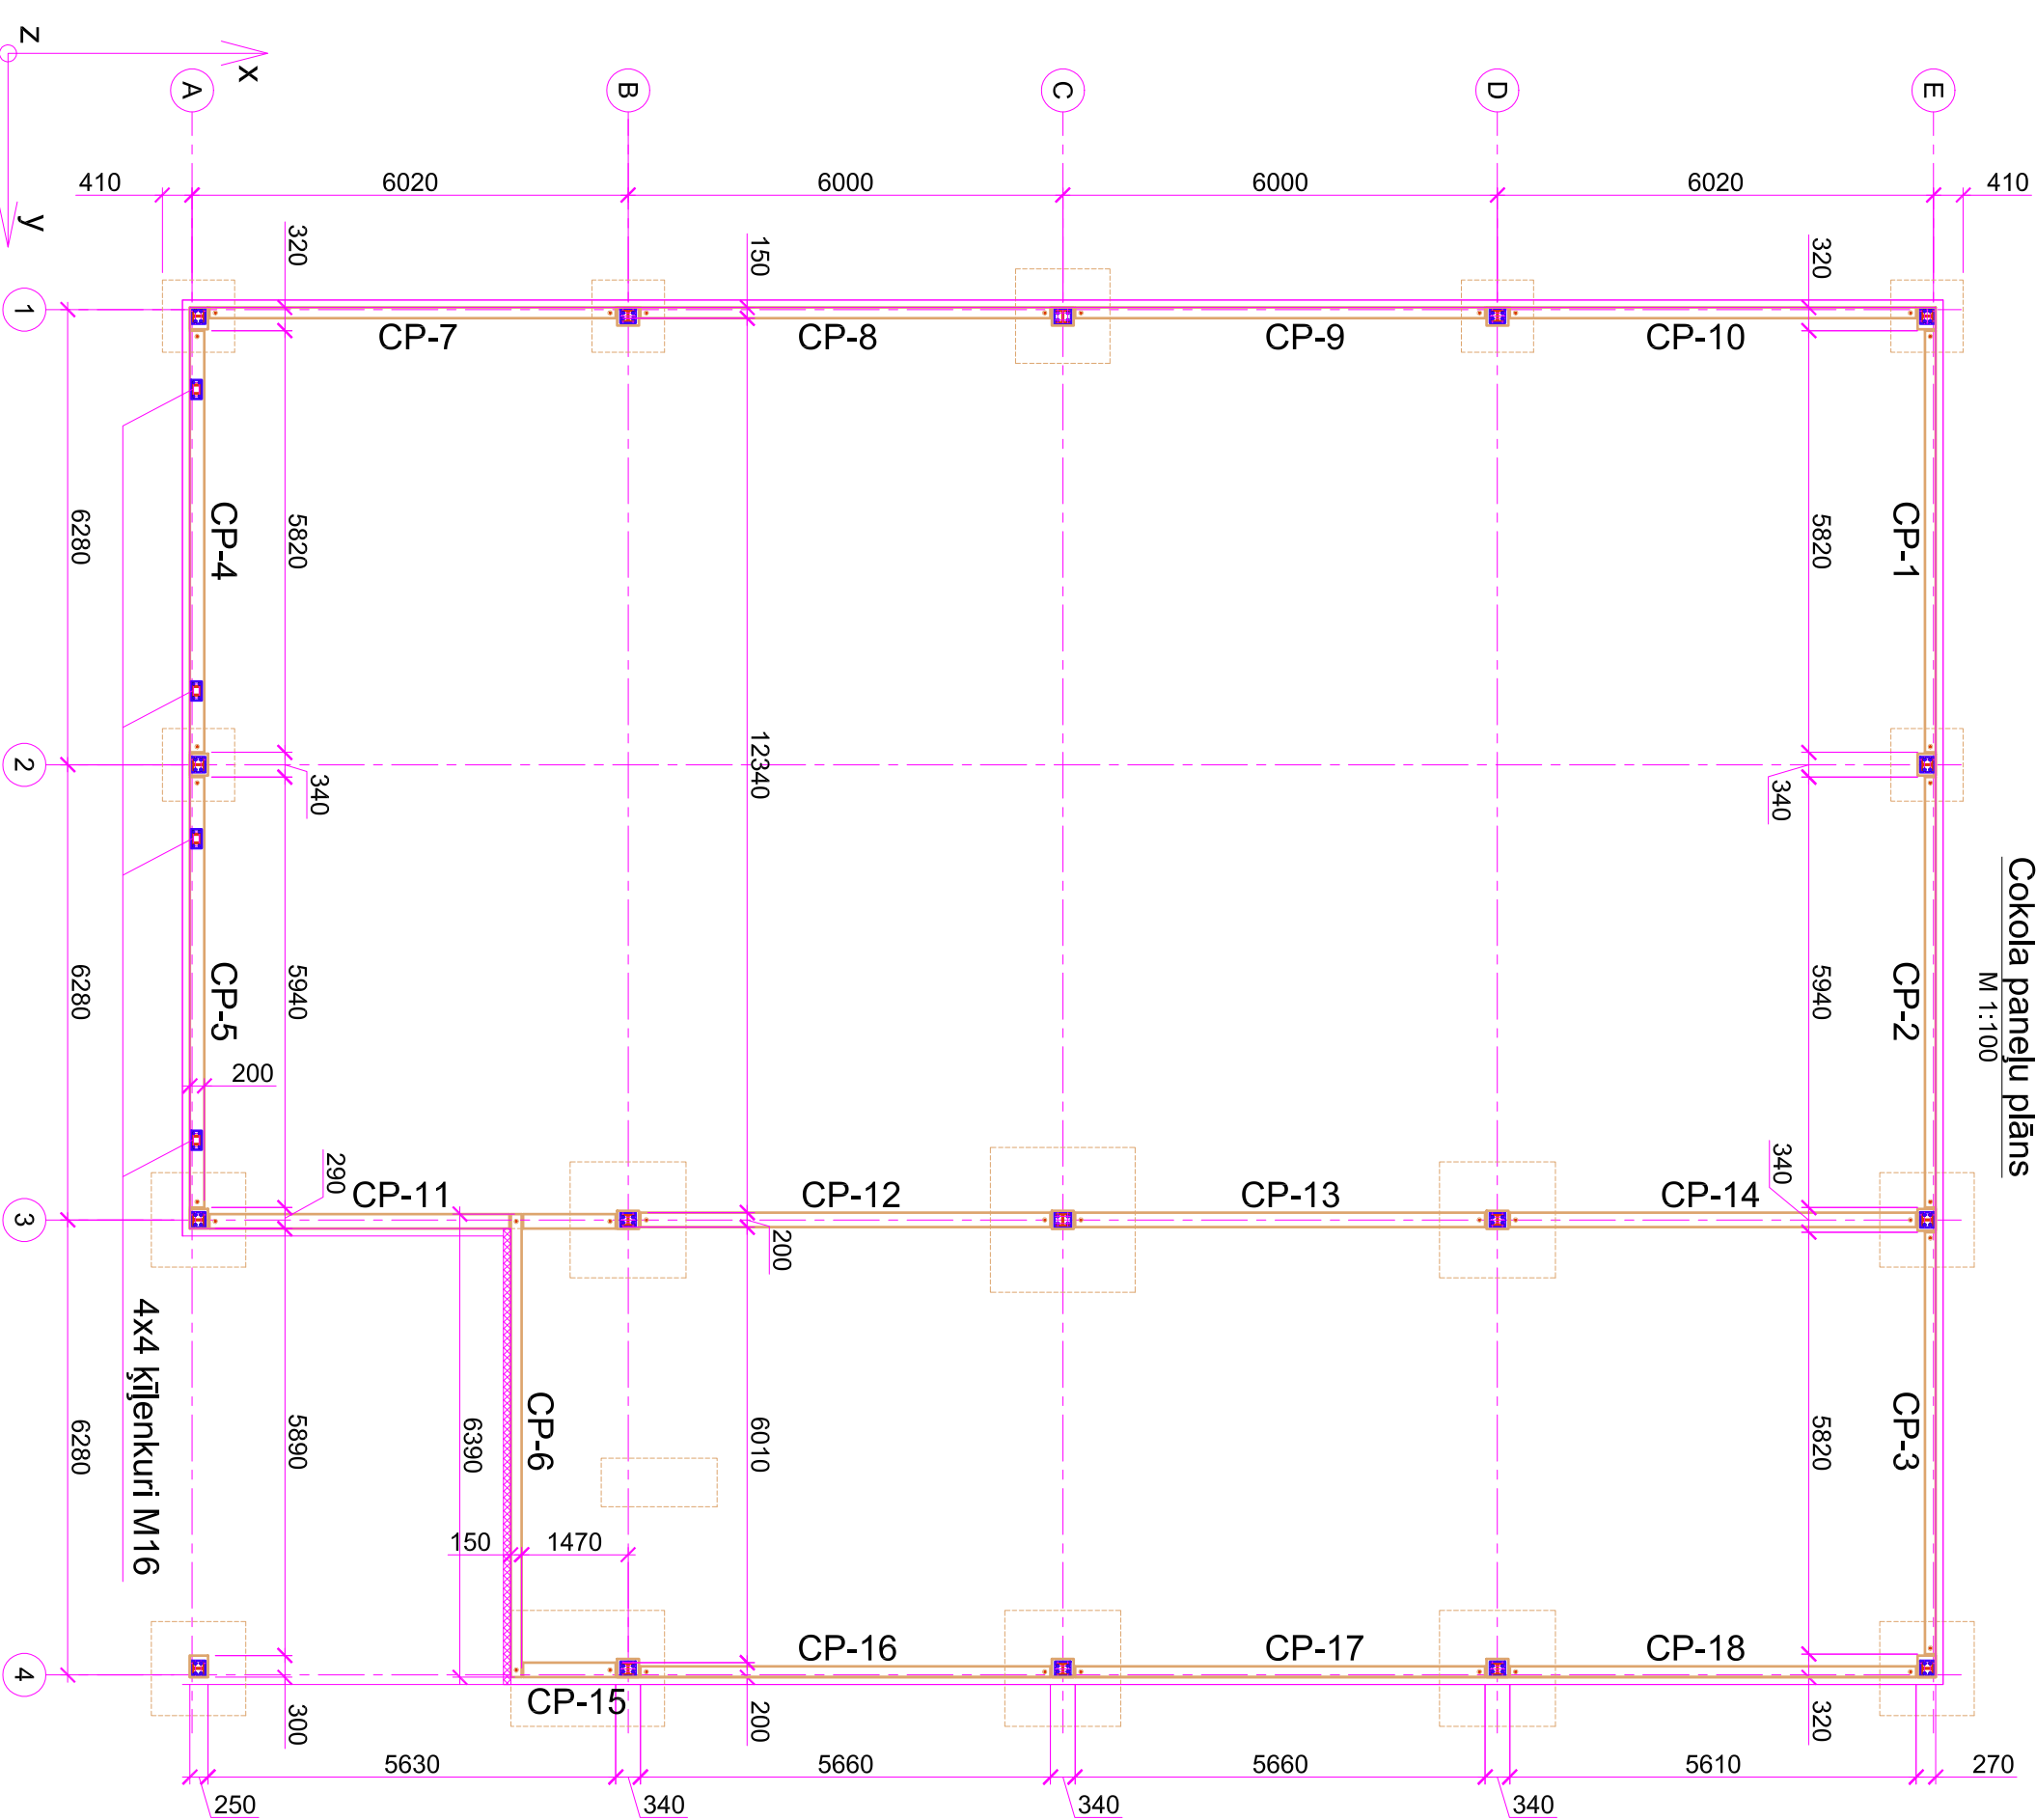 Cokola paneļu plāns
M 1:100
z
x
y
A
B
C
D
E
410
6020
6000
6000
6020
410
320
150
320
1
CP-7
CP-8
CP-9
CP-10
CP-4
CP-1
6280
5820
5820
2
340
12340
340
CP-5
CP-2
6280
5940
5940
200
290
340
3
CP-11
CP-12
CP-13
CP-14
200
4x4 ķīļenkuri M16
CP-6
CP-3
6280
5890
6390
6010
5820
150
1470
4
CP-16
CP-17
CP-18
CP-15
300
200
320
5630
5660
5660
5610
270
250
340
340
340